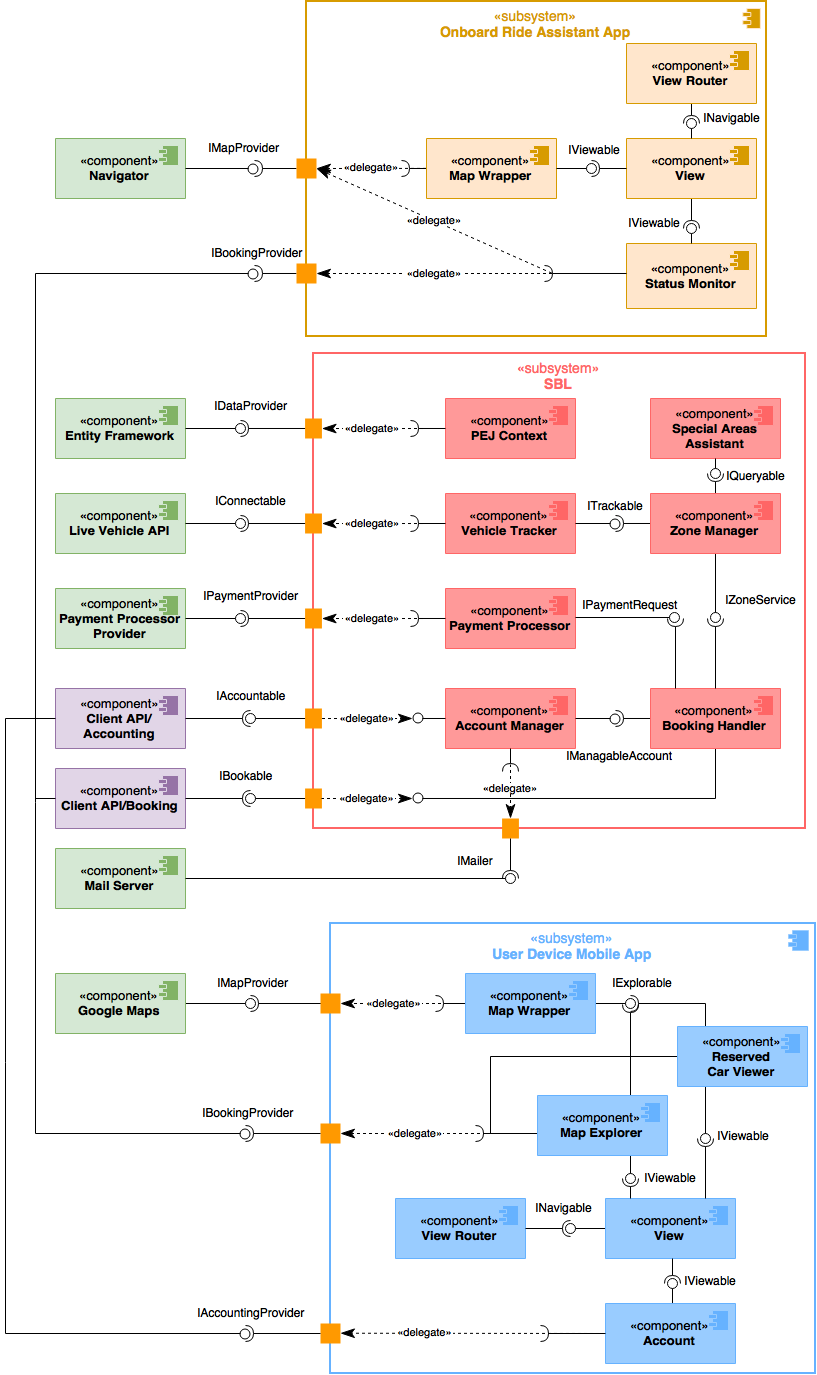 «subsystem»
Onboard Ride Assistant App
«component»
View Router
INavigable
IMapProvider
«component»
Navigator
«delegate»
«component»
Map Wrapper
IViewable
«component»
View
«delegate»
IViewable
IBookingProvider
«delegate»
«component»
Status Monitor
«subsystem»
SBL
IDataProvider
«component»
Entity Framework
«delegate»
«component»
PEJ Context
«component»
Special Areas
Assistant
IQueryable
IConnectable
«component»
Live Vehicle API
«delegate»
«component»
Vehicle Tracker
ITrackable
«component»
Zone Manager
IPaymentProvider
«component»
Payment Processor
Provider
«delegate»
«component»
Payment Processor
IPaymentRequest
IZoneService
IAccountable
«component»
Client API/
Accounting
«delegate»
«component»
Account Manager
IManagableAccount
«component»
Booking Handler
IBookable
«component»
Client API/Booking
«delegate»
«delegate»
IMailer
«component»
Mail Server
«subsystem»
User Device Mobile App
IMapProvider
«component»
Google Maps
«delegate»
«component»
Map Wrapper
IExplorable
«component»
Reserved
Car Viewer
IBookingProvider
«delegate»
«component»
Map Explorer
IViewable
IViewable
«component»
View Router
INavigable
«component»
View
IViewable
IAccountingProvider
«delegate»
«component»
Account